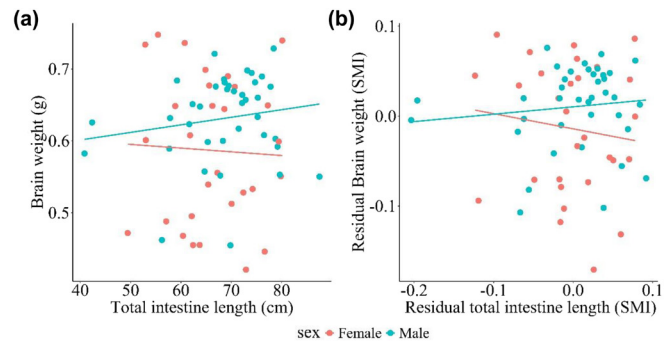 (a)
Brain weight (g)
0.7
0.6
0.5
40 50 60 70 80
Total intestine length (cm)
(b)
Residual Brain weight (SMI)
0.1
0.0
-0.1
-0.2 -0.1 0.0 0.1
Residual total intestine length (SMI)
sex Female Male